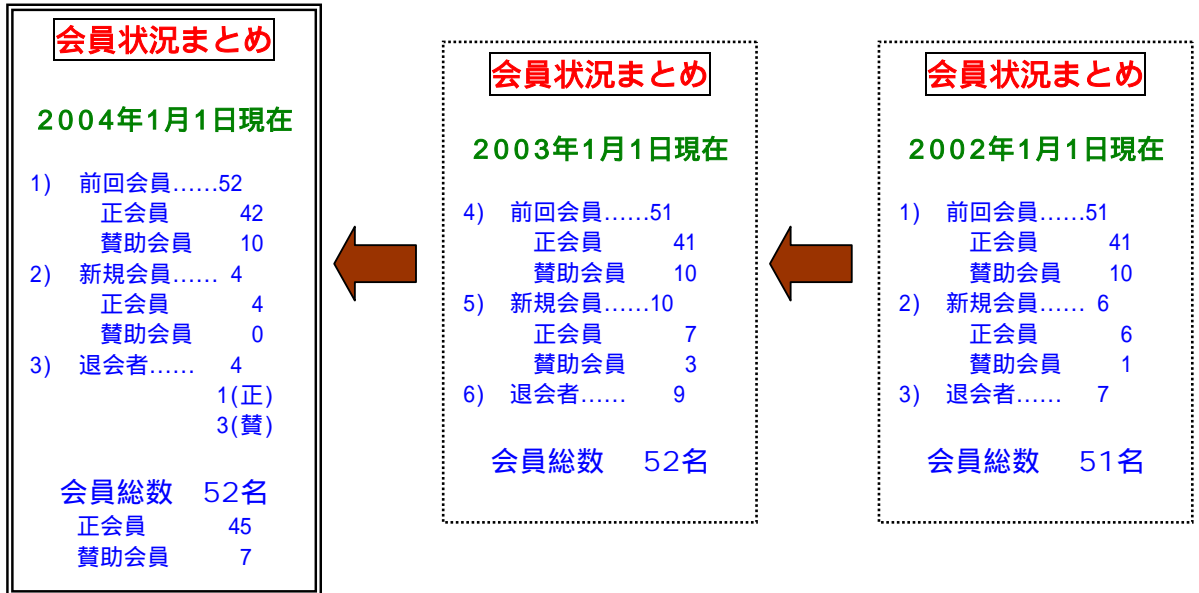 会員状況まとめ
2004年1月1日現在
1) 前回会員……52
正会員 42
賛助会員 10
2) 新規会員…… 4
正会員 4
賛助会員 0
3) 退会者…… 4
1(正)
3(賛)
会員総数 52名
正会員 45
賛助会員 7
会員状況まとめ
2003年1月1日現在
4) 前回会員……51
正会員 41
賛助会員 10
5) 新規会員……10
正会員 7
賛助会員 3
6) 退会者…… 9
会員総数 52名
会員状況まとめ
2002年1月1日現在
1) 前回会員……51
正会員 41
賛助会員 10
2) 新規会員…… 6
正会員 6
賛助会員 1
3) 退会者…… 7
会員総数 51名